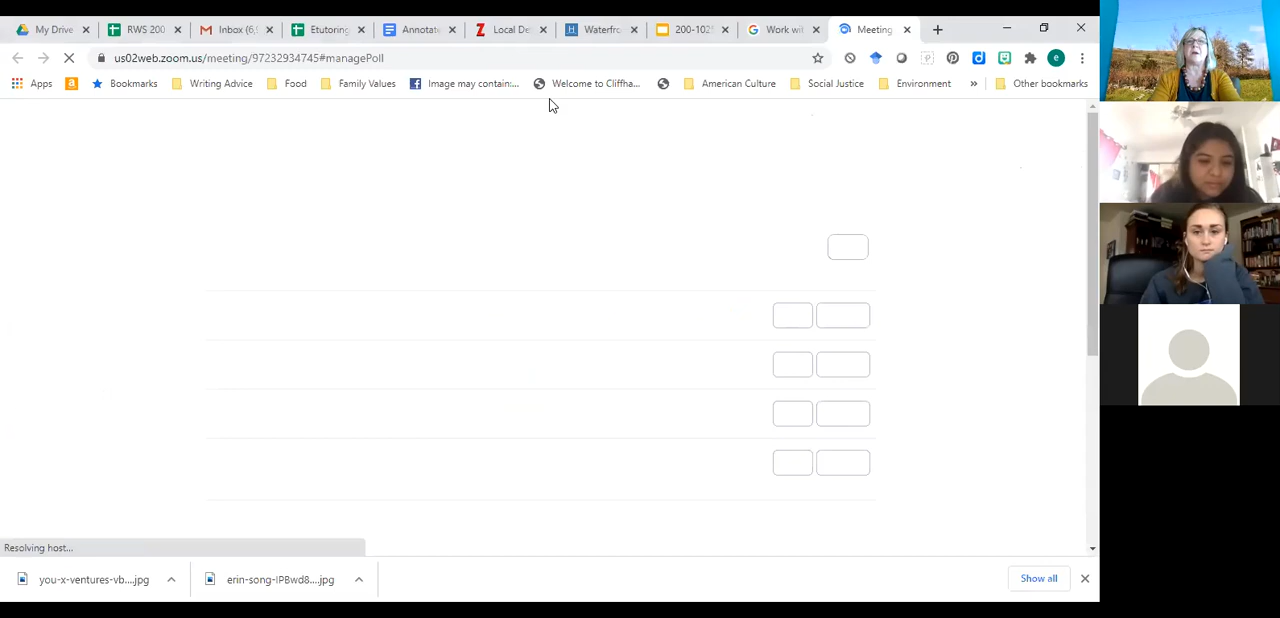 My Drive
RWS 200
Inbox (6,
Etutoring
Annotate
Local De
Waterfro
200-102
Work wit
Meeting
us02web.zoom.us/meeting/97232934745#managePoll
e
Apps
Bookmarks
Writing Advice
Food
Family Values
Image may contain:...
Welcome to Cliffha...
American Culture
Social Justice
Environment
»
Other bookmarks
Resolving host...
you-x-ventures-vb....jpg
erin-song-IPBwd8....jpg
Show all